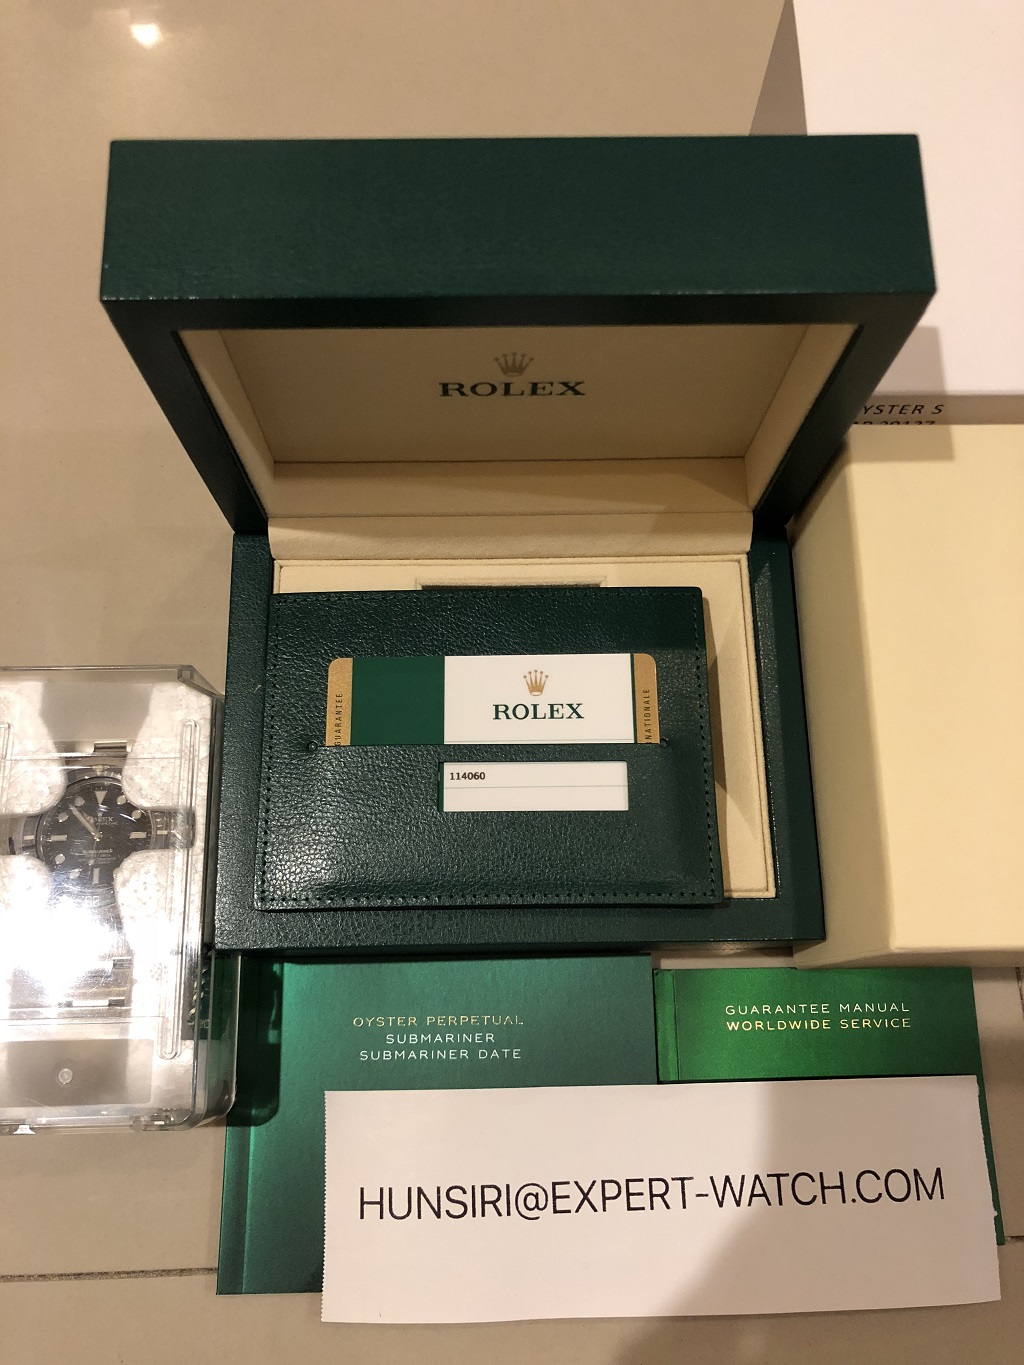 ROLEX
YSTER S
GUARANTEE
ROLEX
NATIONALE
114060
OYSTER PERPETUAL
SUBMARINER
SUBMARINER DATE
GUARANTEE MANUAL
WORLDWIDE SERVICE
HUNSIRI@EXPERT-WATCH.COM